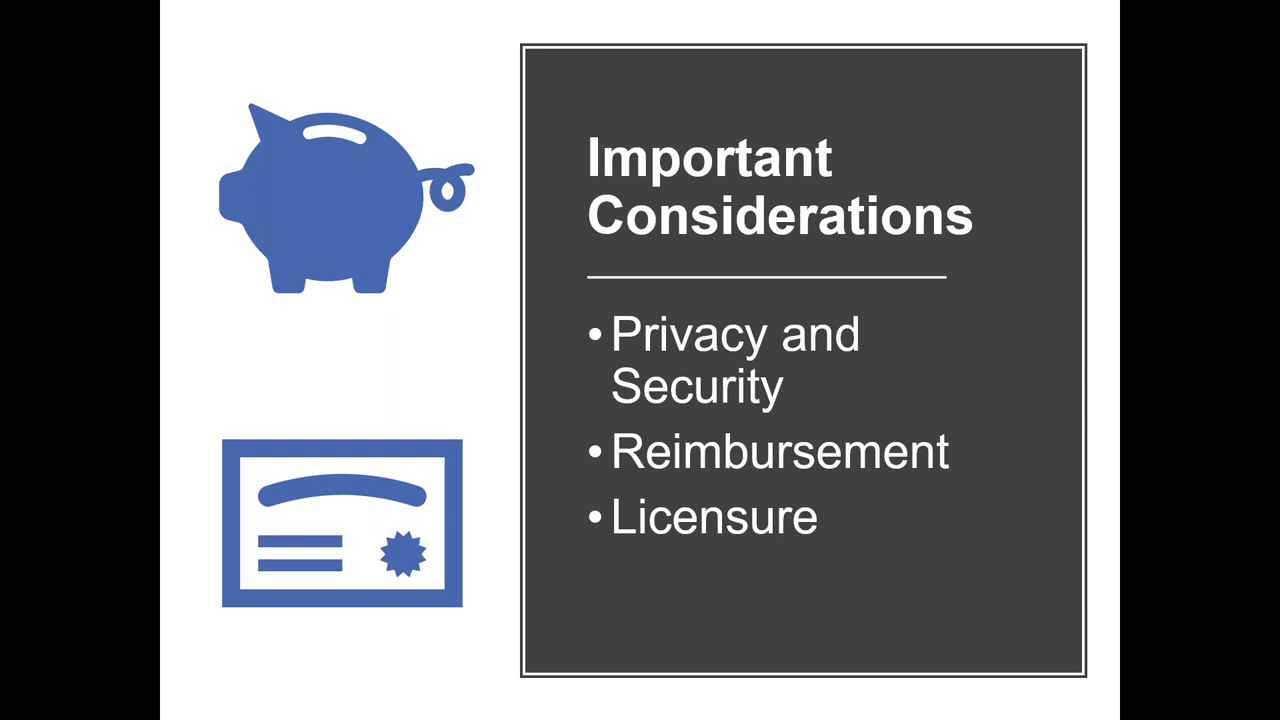 Important
Considerations
• Privacy and
Security
• Reimbursement
• Licensure